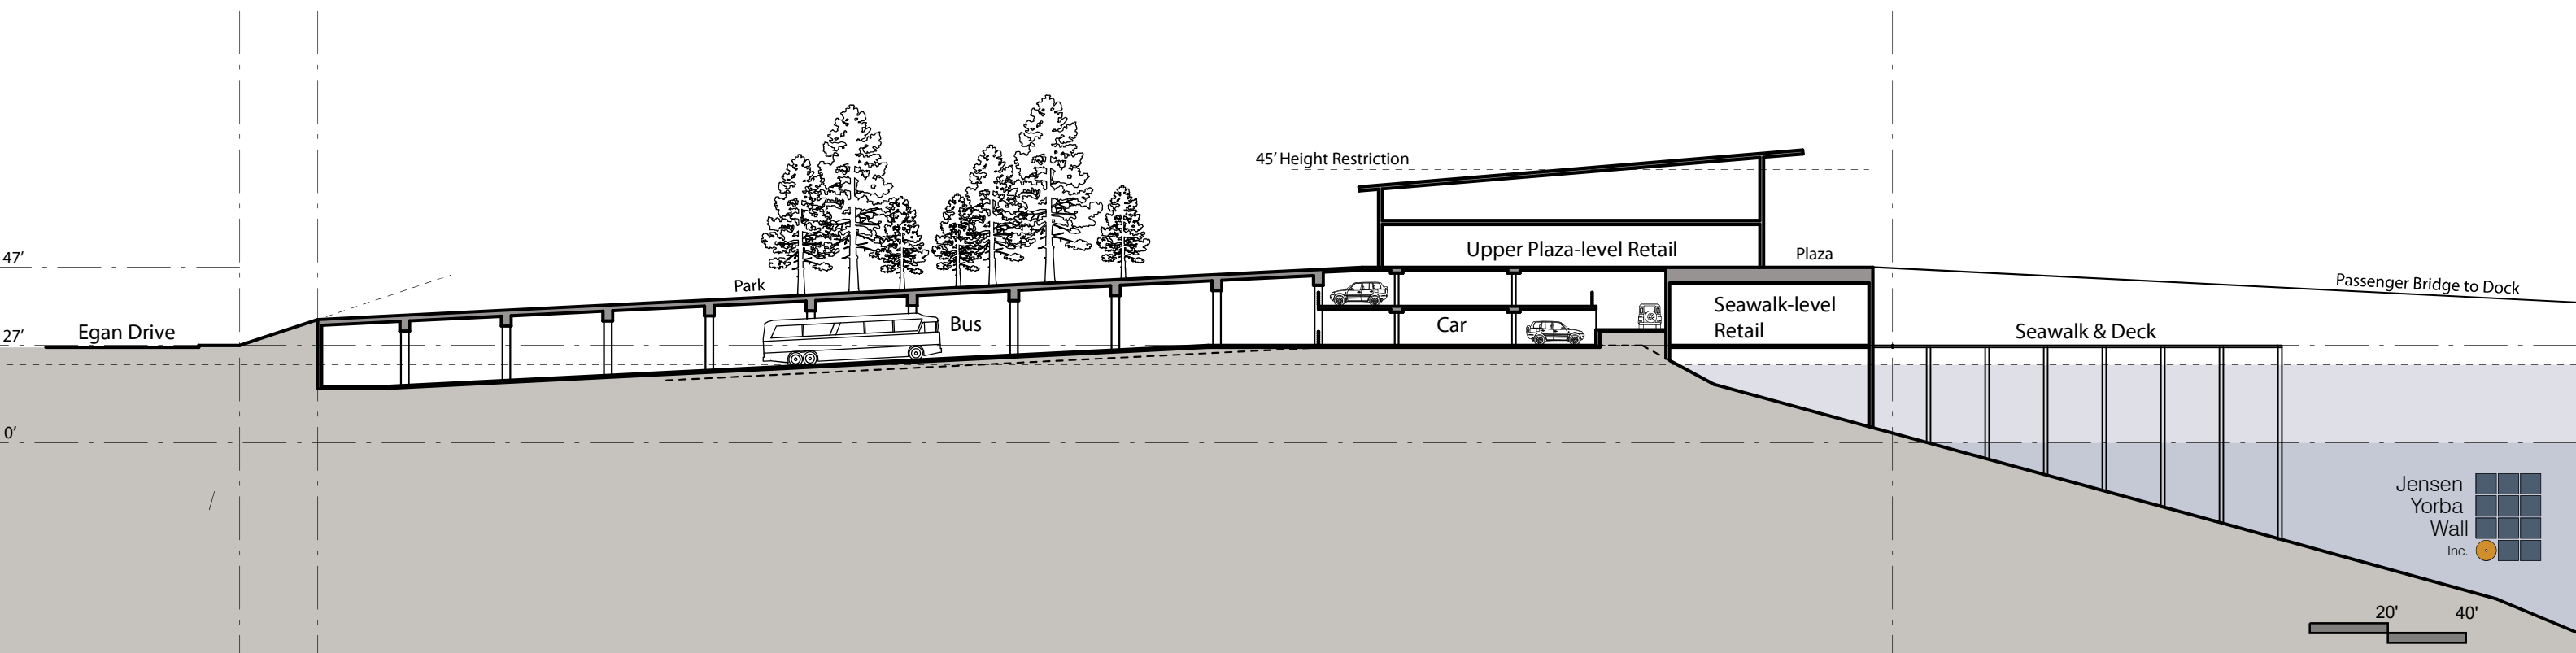 45’ Height Restriction
Upper Plaza-level Retail
Plaza
47’
Park
Passenger Bridge to Dock
Seawalk-level
Retail
27’
Egan Drive
Bus
Car
Seawalk & Deck
0’
Jensen
Yorba
Wall
Inc.
20'
40'